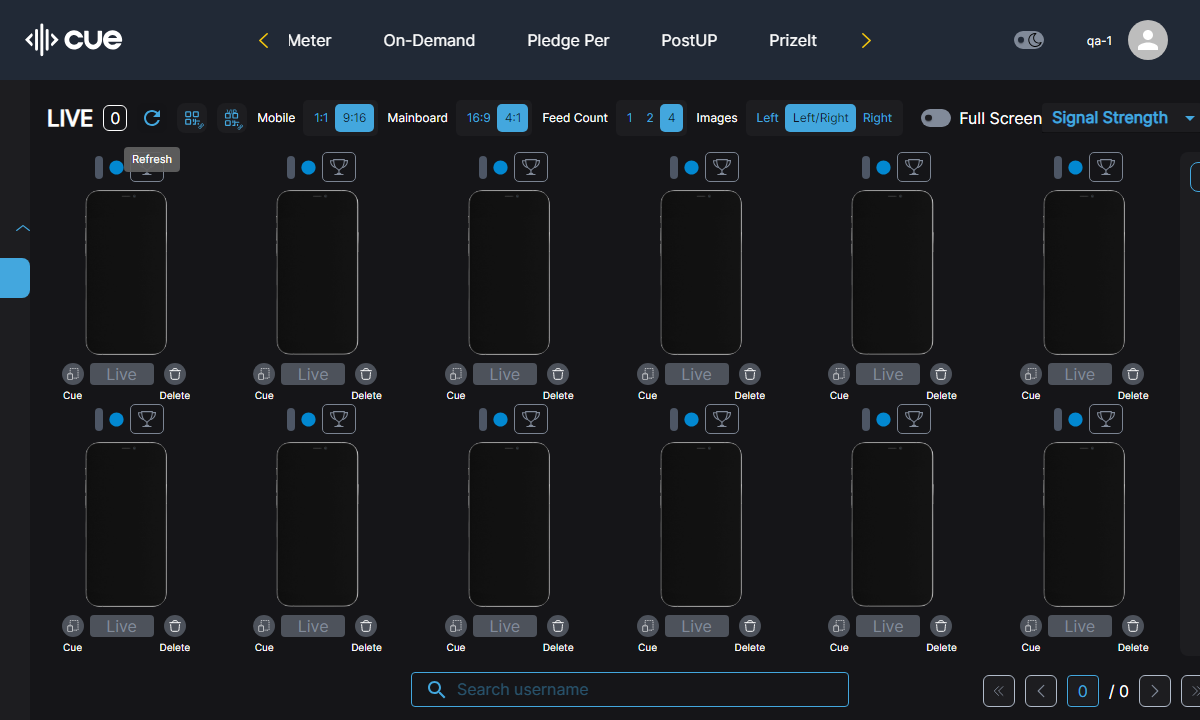 cue
Meter On-Demand Pledge Per PostUP PrizeIt
qa-1
LIVE 0 Mobile 1:1 9:16 Mainboard 16:9 4:1 Feed Count 1 2 4 Images Left Left/Right Right Full Screen Signal Strength
Refresh
Live Live Live Live Live Live
Cue Delete Cue Delete Cue Delete Cue Delete Cue Delete Cue Delete
Live Live Live Live Live Live
Cue Delete Cue Delete Cue Delete Cue Delete Cue Delete Cue Delete
Search username
0 / 0